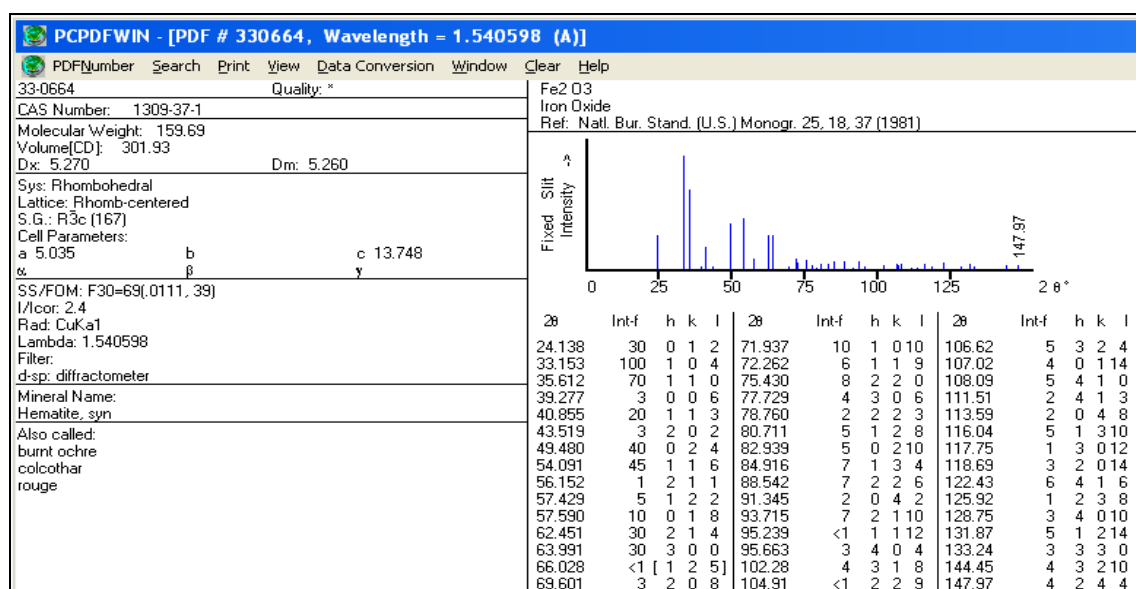 PCPDFWIN - [PDF # 330664, Wavelength = 1.540598 (A)]
PDFNumber Search Print View Data Conversion Window Clear Help
33-0664 Quality: *
CAS Number: 1309-37-1
Molecular Weight: 159.69
Volume[CD]: 301.93
Dx: 5.270 Dm: 5.260
Sys: Rhombohedral
Lattice: Rhomb-centered
S.G.: R3̄c (167)
Cell Parameters:
a 5.035 b c 13.748
α β γ
SS/FOM: F30=69(.0111, 39)
I/Icor: 2.4
Rad: CuKa1
Lambda: 1.540598
Filter:
d-sp: diffractometer
Mineral Name:
Hematite, syn
Also called:
burnt ochre
colcothar
rouge
Fe2 O3
Iron Oxide
Ref: Natl. Bur. Stand. (U.S.) Monogr. 25, 18, 37 (1981)
Fixed Slit
Intensity ->
147.97
0 25 50 75 100 125 2 θ °
2θ Int-f h k l 2θ Int-f h k l 2θ Int-f h k l
24.138 30 0 1 2 71.937 10 1 0 10 106.62 5 3 2 4
33.153 100 1 0 4 72.262 6 1 1 9 107.02 4 0 1 14
35.612 70 1 1 0 75.430 8 2 2 0 108.09 5 4 1 0
39.277 3 0 0 6 77.729 4 3 0 6 111.51 2 4 1 3
40.855 20 1 1 3 78.760 2 2 2 3 113.59 2 0 4 8
43.519 3 2 0 2 80.711 5 1 2 8 116.04 5 1 3 10
49.480 40 0 2 4 82.939 5 0 2 10 117.75 1 3 0 12
54.091 45 1 1 6 84.916 7 1 3 4 118.69 3 2 0 14
56.152 1 2 1 1 88.542 7 2 2 6 122.43 6 4 1 6
57.429 5 1 2 2 91.345 2 0 4 2 125.92 1 2 3 8
57.590 10 0 1 8 93.715 7 2 1 10 128.75 3 4 0 10
62.451 30 2 1 4 95.239 <1 1 1 12 131.87 5 1 2 14
63.991 30 3 0 0 95.663 3 4 0 4 133.24 3 3 3 0
66.028 <1 [ 1 2 5] 102.28 4 3 1 8 144.45 4 3 2 10
69.601 3 2 0 8 104.91 <1 2 2 9 147.97 4 2 4 4